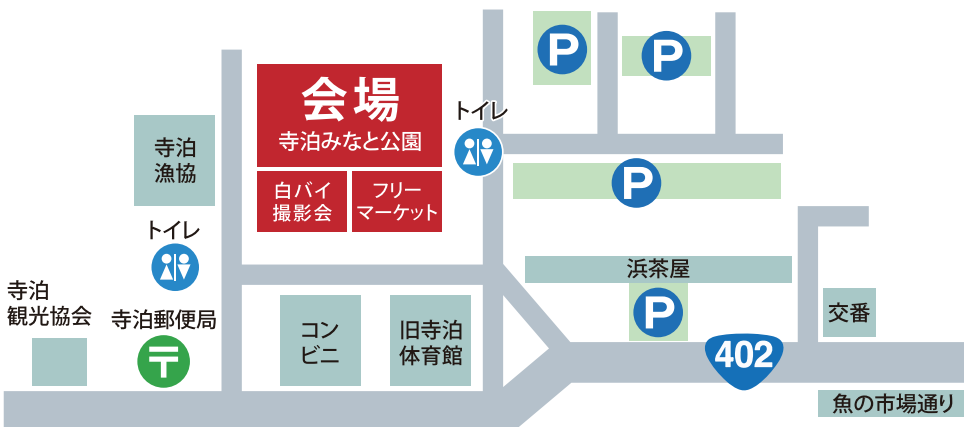 P
P
会場
寺泊みなと公園
トイレ
寺泊
漁協
白バイ
撮影会
フリー
マーケット
P
トイレ
浜茶屋
寺泊
観光協会
寺泊郵便局
〒
コン
ビニ
旧寺泊
体育館
P
交番
402
魚の市場通り